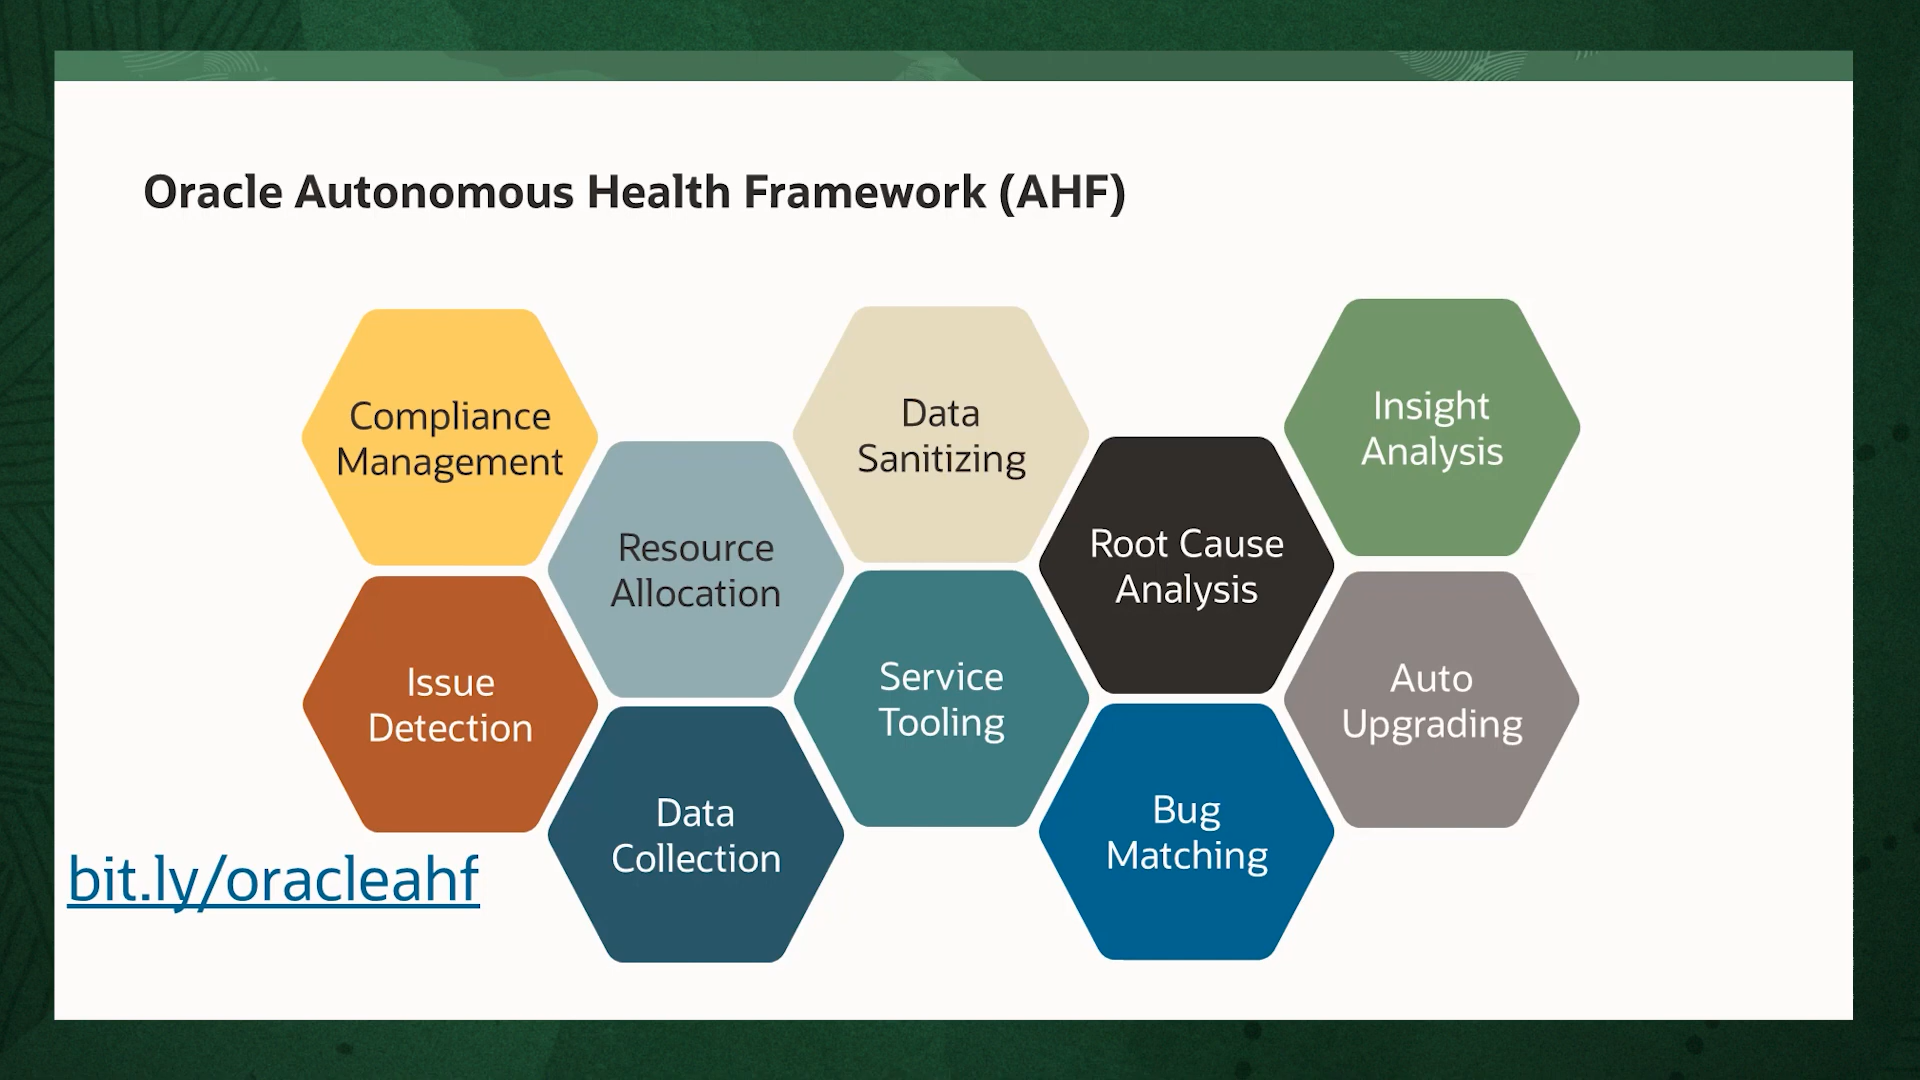 Oracle Autonomous Health Framework (AHF)
Compliance
Management
Data
Sanitizing
Insight
Analysis
Resource
Allocation
Root Cause
Analysis
Issue
Detection
Service
Tooling
Auto
Upgrading
Data
Collection
Bug
Matching
bit.ly/oracleahf